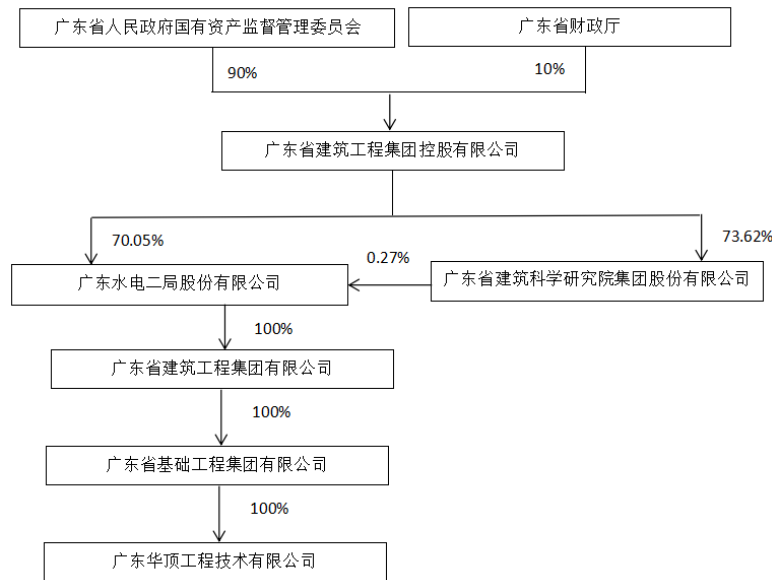 广东省人民政府国有资产监督管理委员会
广东省财政厅
90%
10%
广东省建筑工程集团控股有限公司
70.05%
0.27%
73.62%
广东水电二局股份有限公司
广东省建筑科学研究院集团股份有限公司
100%
广东省建筑工程集团有限公司
100%
广东省基础工程集团有限公司
100%
广东华顶工程技术有限公司